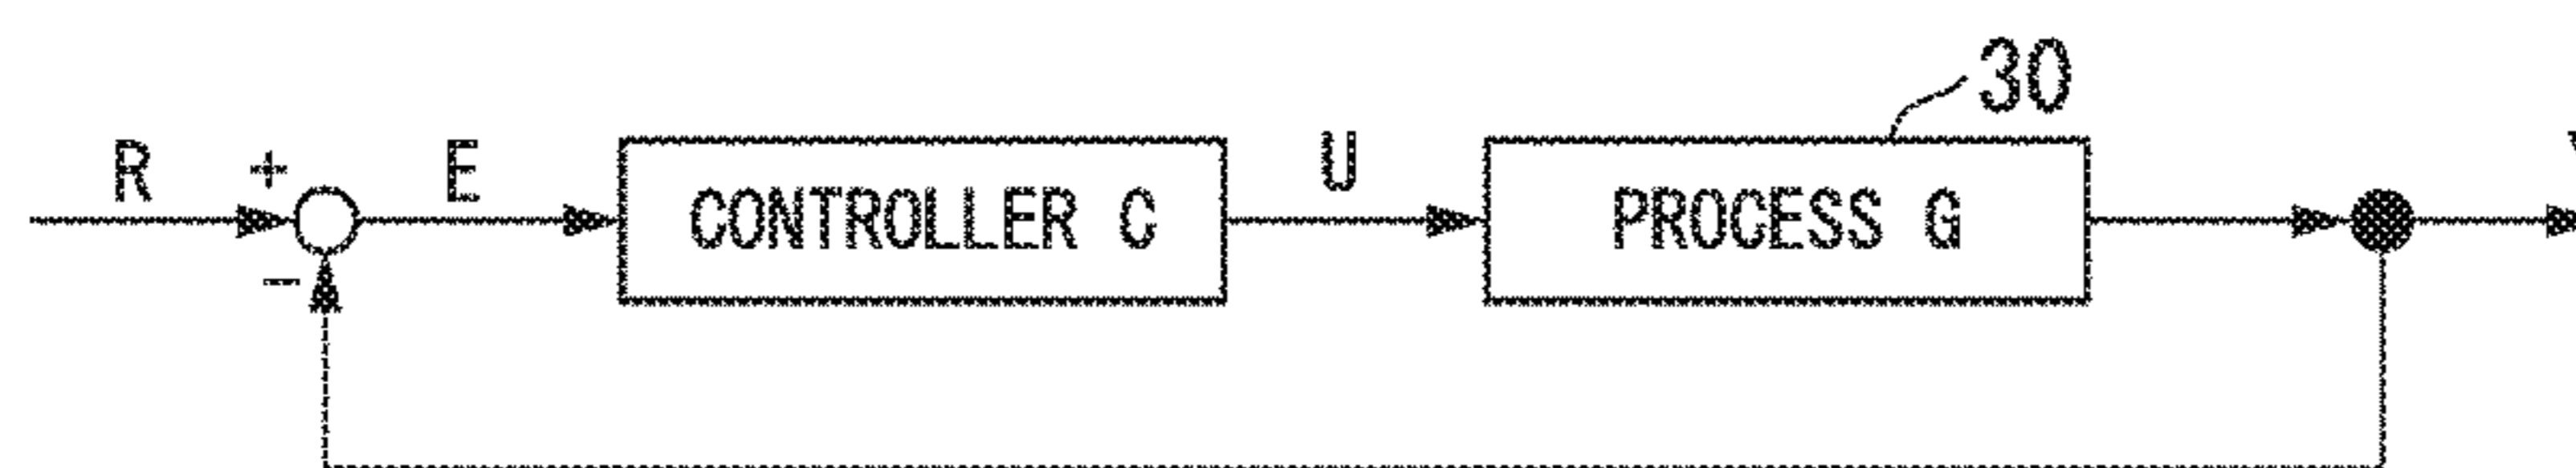 30
R + E U
CONTROLLER C PROCESS G
−